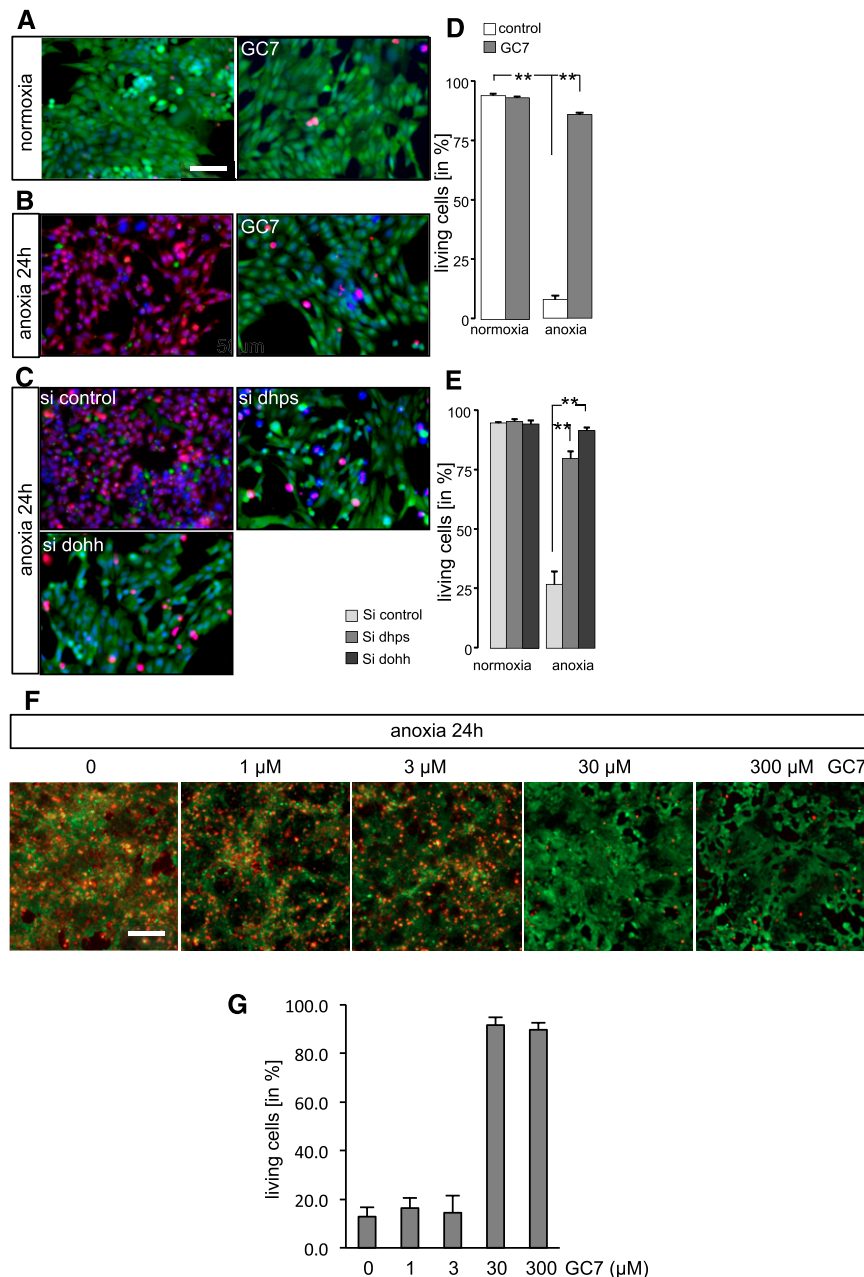 A
normoxia
GC7
B
anoxia 24h
GC7
C
anoxia 24h
si control
si dhps
si dohh
D
control
GC7
living cells [in %]
100
75
50
25
0
**
**
normoxia
anoxia
E
living cells [in %]
100
75
50
25
0
**
**
normoxia
anoxia
Si control
Si dhps
Si dohh
F
anoxia 24h
0 1 µM 3 µM 30 µM 300 µM GC7
G
living cells [in %]
100.0
80.0
60.0
40.0
20.0
0.0
0 1 3 30 300 GC7 (µM)